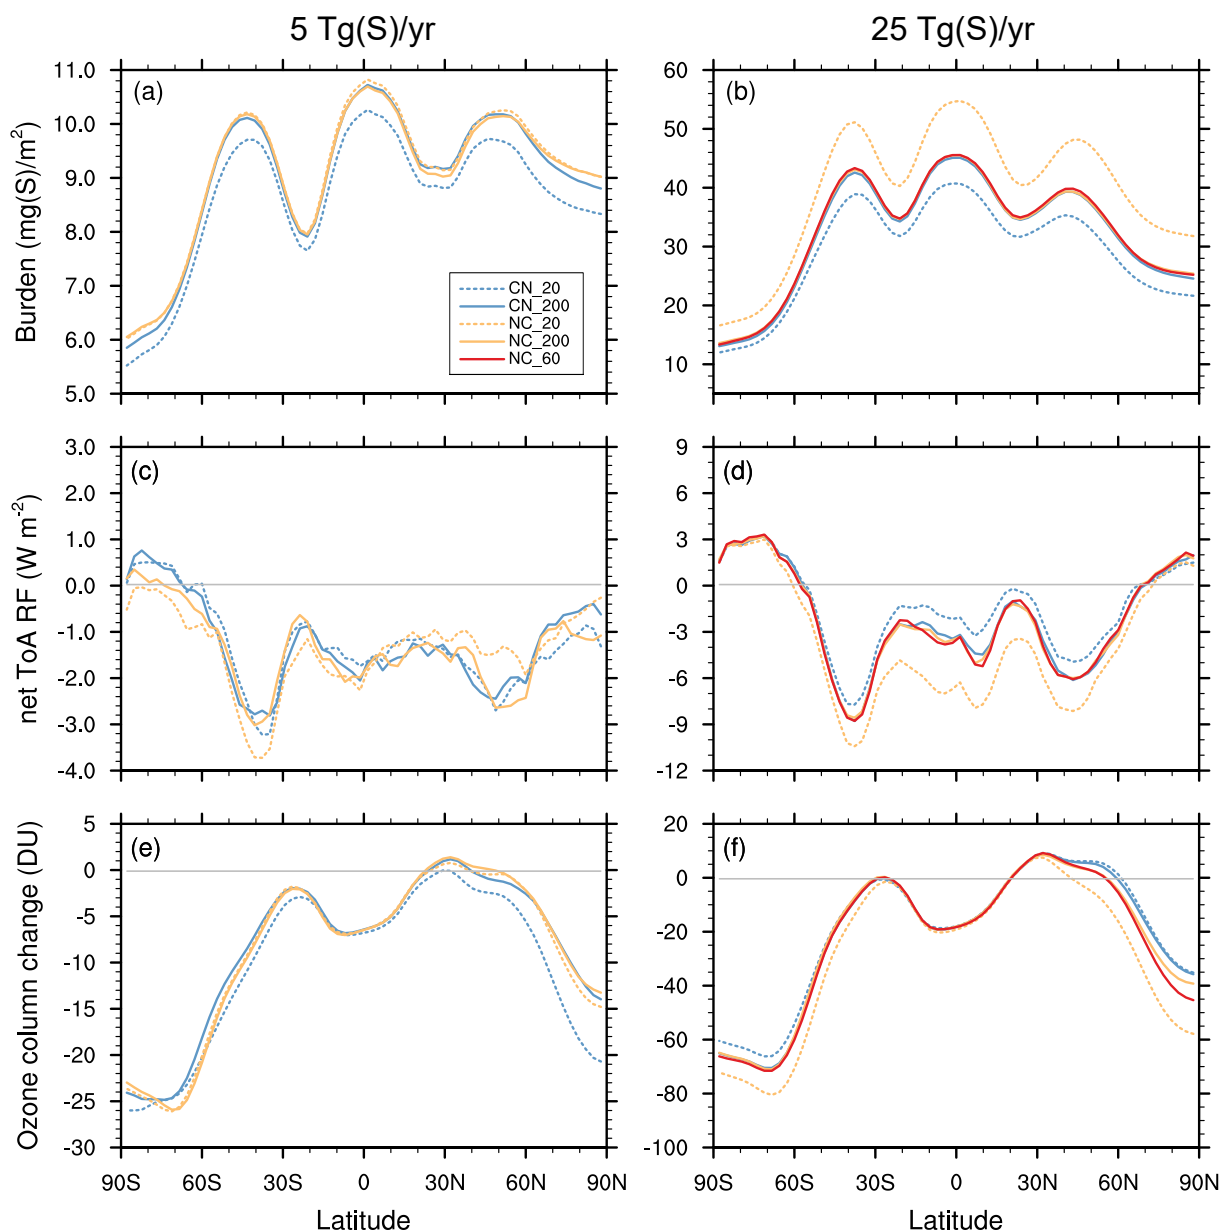 5 Tg(S)/yr
25 Tg(S)/yr
Burden (mg(S)/m²)
11.0
10.0
9.0
8.0
7.0
6.0
5.0
(a)
CN_20
CN_200
NC_20
NC_200
NC_60
60
50
40
30
20
10
(b)
net ToA RF (W m⁻²)
3.0
2.0
1.0
0.0
-1.0
-2.0
-3.0
-4.0
(c)
9
6
3
0
-3
-6
-9
-12
(d)
Ozone column change (DU)
5
0
-5
-10
-15
-20
-25
-30
(e)
90S 60S 30S 0 30N 60N 90N
Latitude
20
0
-20
-40
-60
-80
-100
(f)
90S 60S 30S 0 30N 60N 90N
Latitude